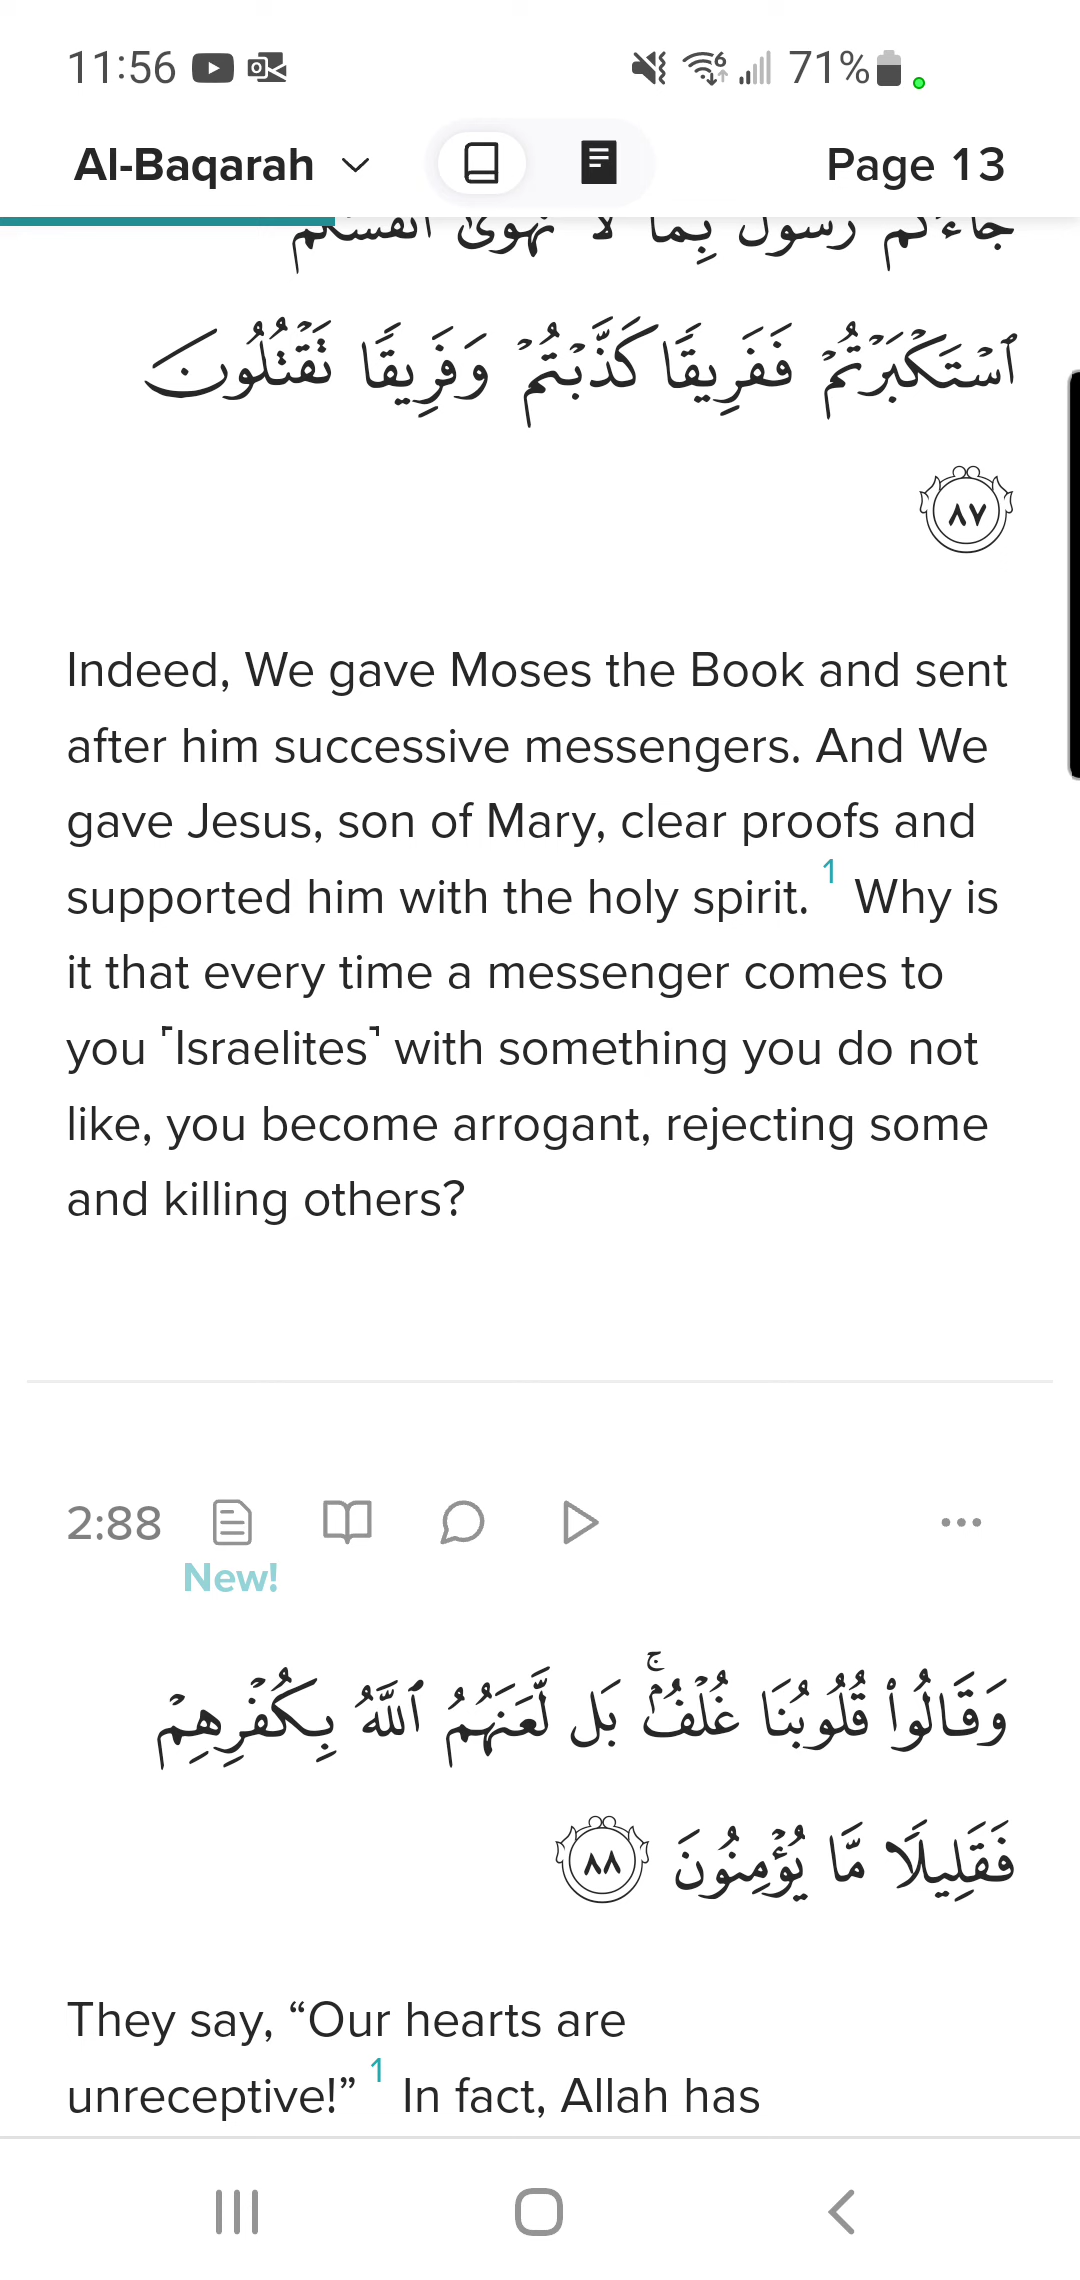 11:56 71%
Al-Baqarah Page 13
جَآءَكُمْ رَسُولٌۢ بِمَا لَا تَهْوَىٰٓ أَنفُسُكُمُ
ٱسْتَكْبَرْتُمْ فَفَرِيقًا كَذَّبْتُمْ وَفَرِيقًا تَقْتُلُونَ
٨٧
Indeed, We gave Moses the Book and sent
after him successive messengers. And We
gave Jesus, son of Mary, clear proofs and
supported him with the holy spirit. 1 Why is
it that every time a messenger comes to
you ˹Israelites˺ with something you do not
like, you become arrogant, rejecting some
and killing others?
2:88
New!
وَقَالُوا۟ قُلُوبُنَا غُلْفٌۢ ۚ بَل لَّعَنَهُمُ ٱللَّهُ بِكُفْرِهِمْ
فَقَلِيلًا مَّا يُؤْمِنُونَ ٨٨
They say, “Our hearts are
unreceptive!” 1 In fact, Allah has